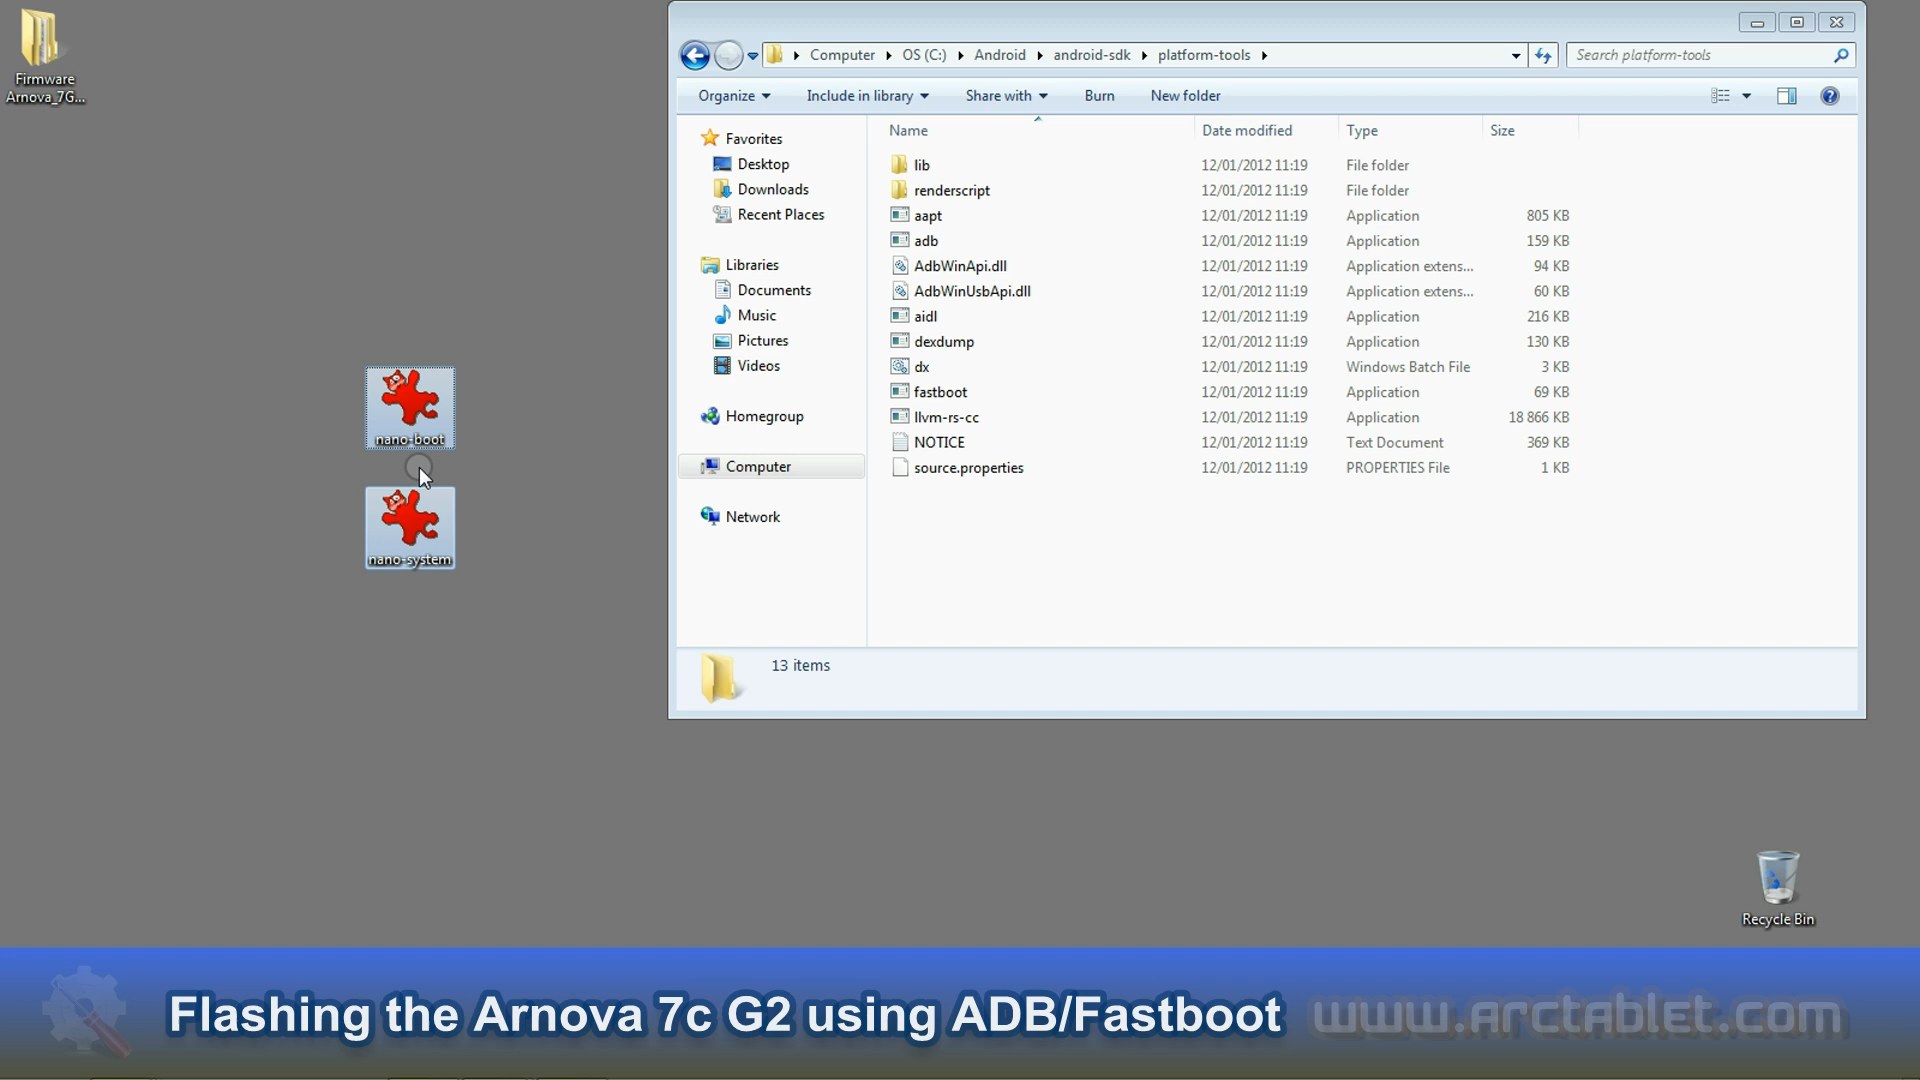 Firmware
Arnova_7G...
Computer OS (C:) Android android-sdk platform-tools
Search platform-tools
Organize Include in library Share with Burn New folder
Favorites
Desktop
Downloads
Recent Places
Libraries
Documents
Music
Pictures
Videos
Homegroup
Computer
Network
Name Date modified Type Size
lib 12/01/2012 11:19 File folder
renderscript 12/01/2012 11:19 File folder
aapt 12/01/2012 11:19 Application 805 KB
adb 12/01/2012 11:19 Application 159 KB
AdbWinApi.dll 12/01/2012 11:19 Application extens... 94 KB
AdbWinUsbApi.dll 12/01/2012 11:19 Application extens... 60 KB
aidl 12/01/2012 11:19 Application 216 KB
dexdump 12/01/2012 11:19 Application 130 KB
dx 12/01/2012 11:19 Windows Batch File 3 KB
fastboot 12/01/2012 11:19 Application 69 KB
llvm-rs-cc 12/01/2012 11:19 Application 18 866 KB
NOTICE 12/01/2012 11:19 Text Document 369 KB
source.properties 12/01/2012 11:19 PROPERTIES File 1 KB
13 items
nano-boot
nano-system
Recycle Bin
Flashing the Arnova 7c G2 using ADB/Fastboot
www.arctablet.com